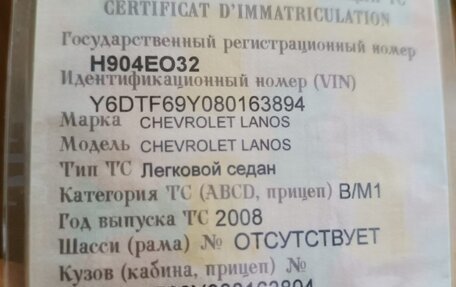 CERTIFICAT D'IMMATRICULATION
Государственный регистрационный номер
Н904ЕО32
Идентификационный номер (VIN)
Y6DTF69Y080163894
Марка CHEVROLET LANOS
Модель CHEVROLET LANOS
Тип ТС Легковой седан
Категория ТС (ABCD, прицеп) B/M1
Год выпуска ТС 2008
Шасси (рама) № ОТСУТСТВУЕТ
Кузов (кабина, прицеп) №